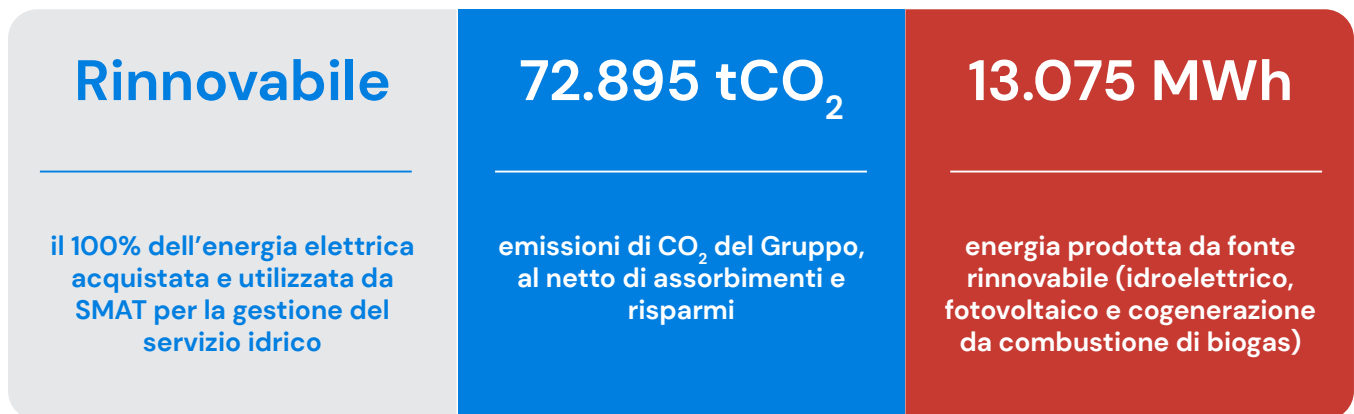 Rinnovabile
il 100% dell’energia elettrica
acquistata e utilizzata da
SMAT per la gestione del
servizio idrico
72.895 tCO₂
emissioni di CO₂ del Gruppo,
al netto di assorbimenti e
risparmi
13.075 MWh
energia prodotta da fonte
rinnovabile (idroelettrico,
fotovoltaico e cogenerazione
da combustione di biogas)